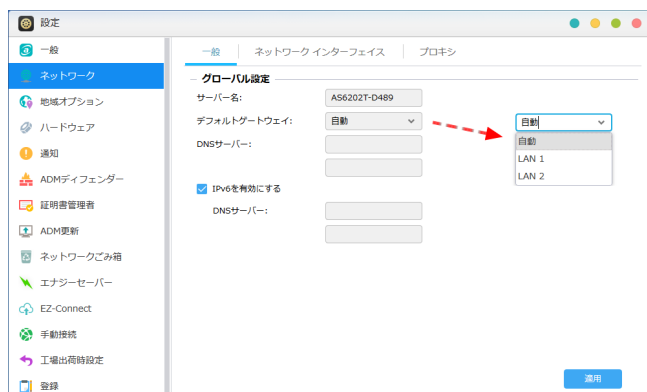 設定
一般
ネットワーク
地域オプション
ハードウェア
通知
ADMディフェンダー
証明書管理者
ADM更新
ネットワークごみ箱
エナジーセーバー
EZ-Connect
手動接続
工場出荷時設定
登録
一般 ネットワーク インターフェイス プロキシ
グローバル設定
サーバー名: AS6202T-D489
デフォルトゲートウェイ: 自動 自動
自動
LAN 1
LAN 2
DNSサーバー:
IPv6を有効にする
DNSサーバー:
適用